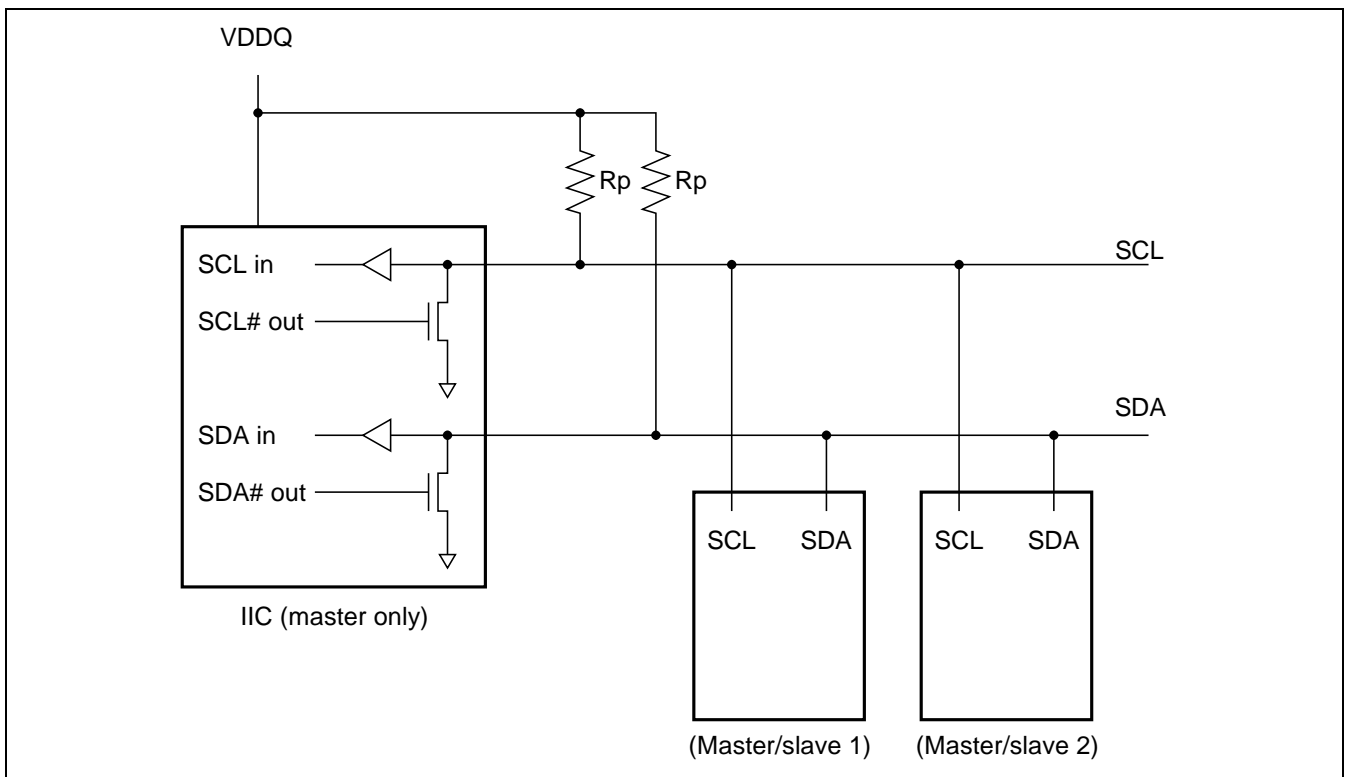 VDDQ
Rp Rp
SCL in
SCL
SCL# out
SDA in
SDA
SDA# out
SCL SDA SCL SDA
IIC (master only)
(Master/slave 1) (Master/slave 2)